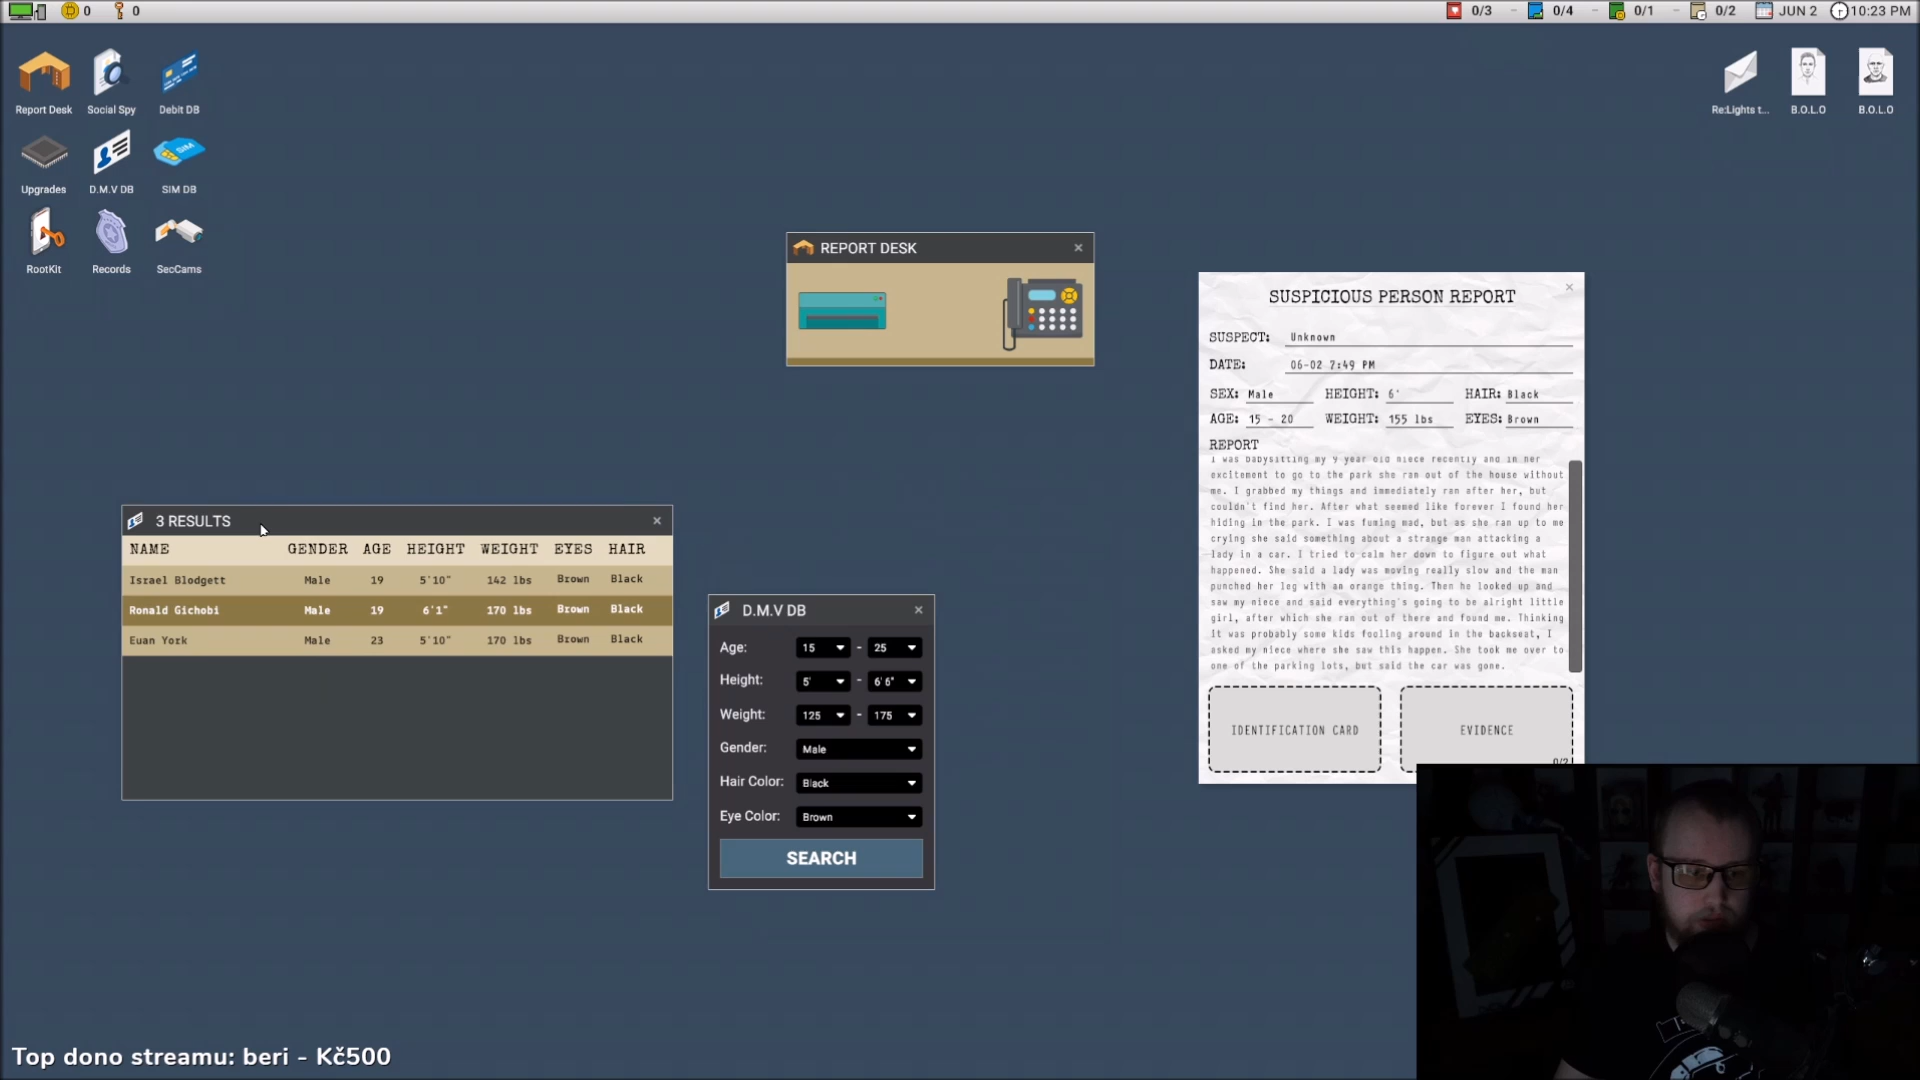 0
0
0/3
0/4
0/1
0/2
JUN 2
10:23 PM
Report Desk
Social Spy
Debit DB
Upgrades
D.M.V DB
SIM DB
RootKit
Records
SecCams
Re:Lights t...
B.O.L.O
B.O.L.O
REPORT DESK
3 RESULTS
NAME GENDER AGE HEIGHT WEIGHT EYES HAIR
Israel Blodgett Male 19 5'10" 142 lbs Brown Black
Ronald Gichobi Male 19 6'1" 170 lbs Brown Black
Euan York Male 23 5'10" 170 lbs Brown Black
D.M.V DB
Age: 15 - 25
Height: 5' - 6'6"
Weight: 125 - 175
Gender: Male
Hair Color: Black
Eye Color: Brown
SEARCH
SUSPICIOUS PERSON REPORT
SUSPECT: Unknown
DATE: 06-02 7:49 PM
SEX: Male HEIGHT: 6' HAIR: Black
AGE: 15 - 20 WEIGHT: 155 lbs EYES: Brown
REPORT
I was babysitting my 9 year old niece recently and in her
excitement to go to the park she ran out of the house without
me. I grabbed my things and immediately ran after her, but
couldn't find her. After what seemed like forever I found her
hiding in the park. I was fuming mad, but as she ran up to me
crying she said something about a strange man attacking a
lady in a car. I tried to calm her down to figure out what
happened. She said a lady was moving really slow and the man
punched her leg with an orange thing. Then he looked up and
saw my niece and said everything's going to be alright little
girl, after which she ran out of there and found me. Thinking
it was probably some kids fooling around in the backseat, I
asked my niece where she saw this happen. She took me over to
one of the parking lots, but said the car was gone.
IDENTIFICATION CARD
EVIDENCE
0/2
Top dono streamu: beri - Kč500